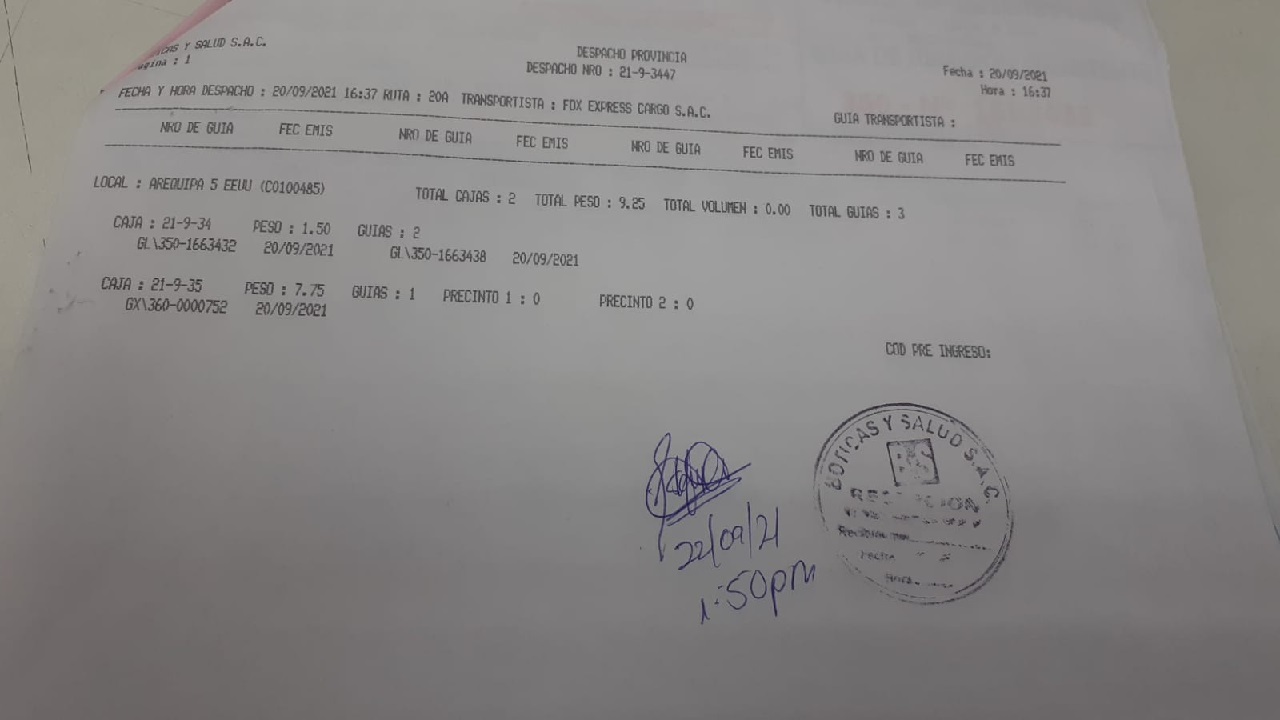 Y SALUD S.A.C.
: 1
DESPACHO PROVINCIA
DESPACHO NRO : 21-9-3447
Fecha : 20/09/2021
Hora : 16:37
FECHA Y HORA DESPACHO : 20/09/2021 16:37 RUTA : 20A TRANSPORTISTA : FOX EXPRESS CARGO S.A.C.
GUIA TRANSPORTISTA :
NRO DE GUIA FEC EMIS NRO DE GUIA FEC EMIS NRO DE GUIA FEC EMIS NRO DE GUIA FEC EMIS
LOCAL : AREQUIPA 5 EEUU (C0100485) TOTAL CAJAS : 2 TOTAL PESO : 9.25 TOTAL VOLUMEN : 0.00 TOTAL GUIAS : 3
CAJA : 21-9-34 PESO : 1.50 GUIAS : 2
GL\350-1663432 20/09/2021 GL\350-1663438 20/09/2021
CAJA : 21-9-35 PESO : 7.75 GUIAS : 1 PRECINTO 1 : 0 PRECINTO 2 : 0
GX\360-0000752 20/09/2021
COD PRE INGRESO:
BOTICAS Y SALUD S.A.C.
Fecha
Hora
22/09/21
1:50pm